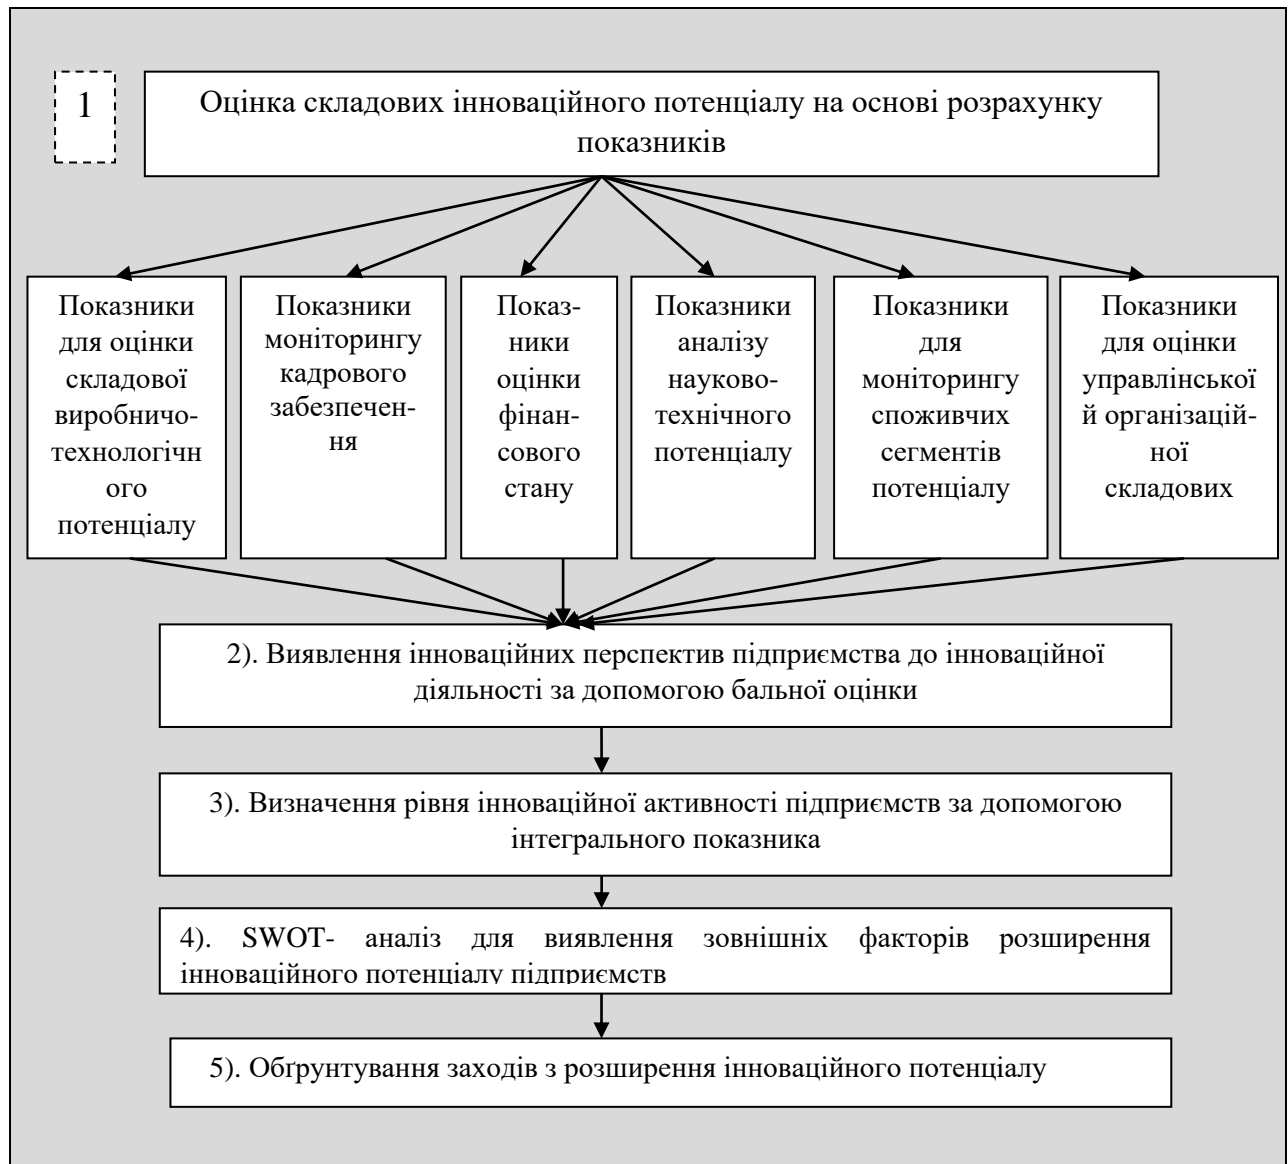 1
Оцінка складових інноваційного потенціалу на основі розрахунку
показників
Показники
для оцінки
складової
виробничо-
технологічн
ого
потенціалу
Показники
моніторингу
кадрового
забезпечен-
ня
Показ-
ники
оцінки
фінан-
сового
стану
Показники
аналізу
науково-
технічного
потенціалу
Показники
для
моніторингу
споживчих
сегментів
потенціалу
Показники
для оцінки
управлінської
й організацій-
ної
складових
2). Виявлення інноваційних перспектив підприємства до інноваційної
діяльності за допомогою бальної оцінки
3). Визначення рівня інноваційної активності підприємств за допомогою
інтегрального показника
4). SWOT- аналіз для виявлення зовнішніх факторів розширення
інноваційного потенціалу підприємств
5). Обґрунтування заходів з розширення інноваційного потенціалу